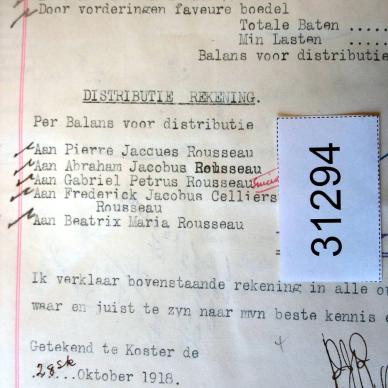 Door vorderingen faveure boedel
Totale Baten .....
Min Lasten .....
Balans voor distributie
DISTRIBUTIE REKENING.
Per Balans voor distributie
Aan Pierre Jaccues Rousseau
Aan Abraham Jacobus Rousseau
Aan Gabriel Petrus Rousseau
Aan Frederick Jacobus Celliers
Rousseau
Aan Beatrix Maria Rousseau
31294
Ik verklaar bovenstaande rekening in alle
waar en juist te zyn naar myn beste kennis
Getekend te Koster de
28sk...Oktober 1918.